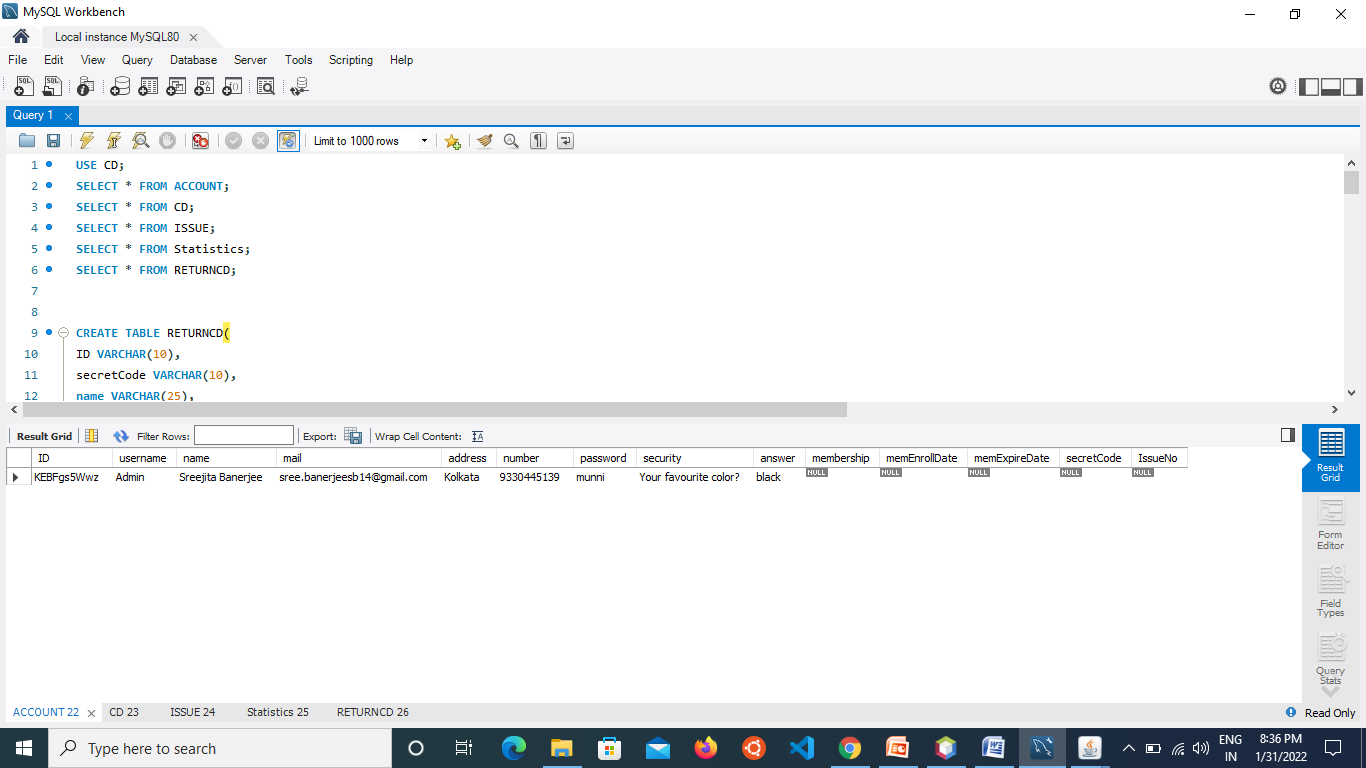 MySQL Workbench
Local instance MySQL80
File Edit View Query Database Server Tools Scripting Help
Query 1
Limit to 1000 rows
1 USE CD;
2 SELECT * FROM ACCOUNT;
3 SELECT * FROM CD;
4 SELECT * FROM ISSUE;
5 SELECT * FROM Statistics;
6 SELECT * FROM RETURNCD;
7
8
9 CREATE TABLE RETURNCD(
10 ID VARCHAR(10),
11 secretCode VARCHAR(10),
12 name VARCHAR(25),
Result Grid Filter Rows: Export: Wrap Cell Content:
ID username name mail address number password security answer membership memEnrollDate memExpireDate secretCode IssueNo
KEBFgs5Wwz Admin Sreejita Banerjee sree.banerjeesb14@gmail.com Kolkata 9330445139 munni Your favourite color? black NULL NULL NULL NULL NULL
Result
Grid
Form
Editor
Field
Types
Query
Stats
ACCOUNT 22 CD 23 ISSUE 24 Statistics 25 RETURNCD 26
Read Only
Type here to search
ENG
IN
8:36 PM
1/31/2022